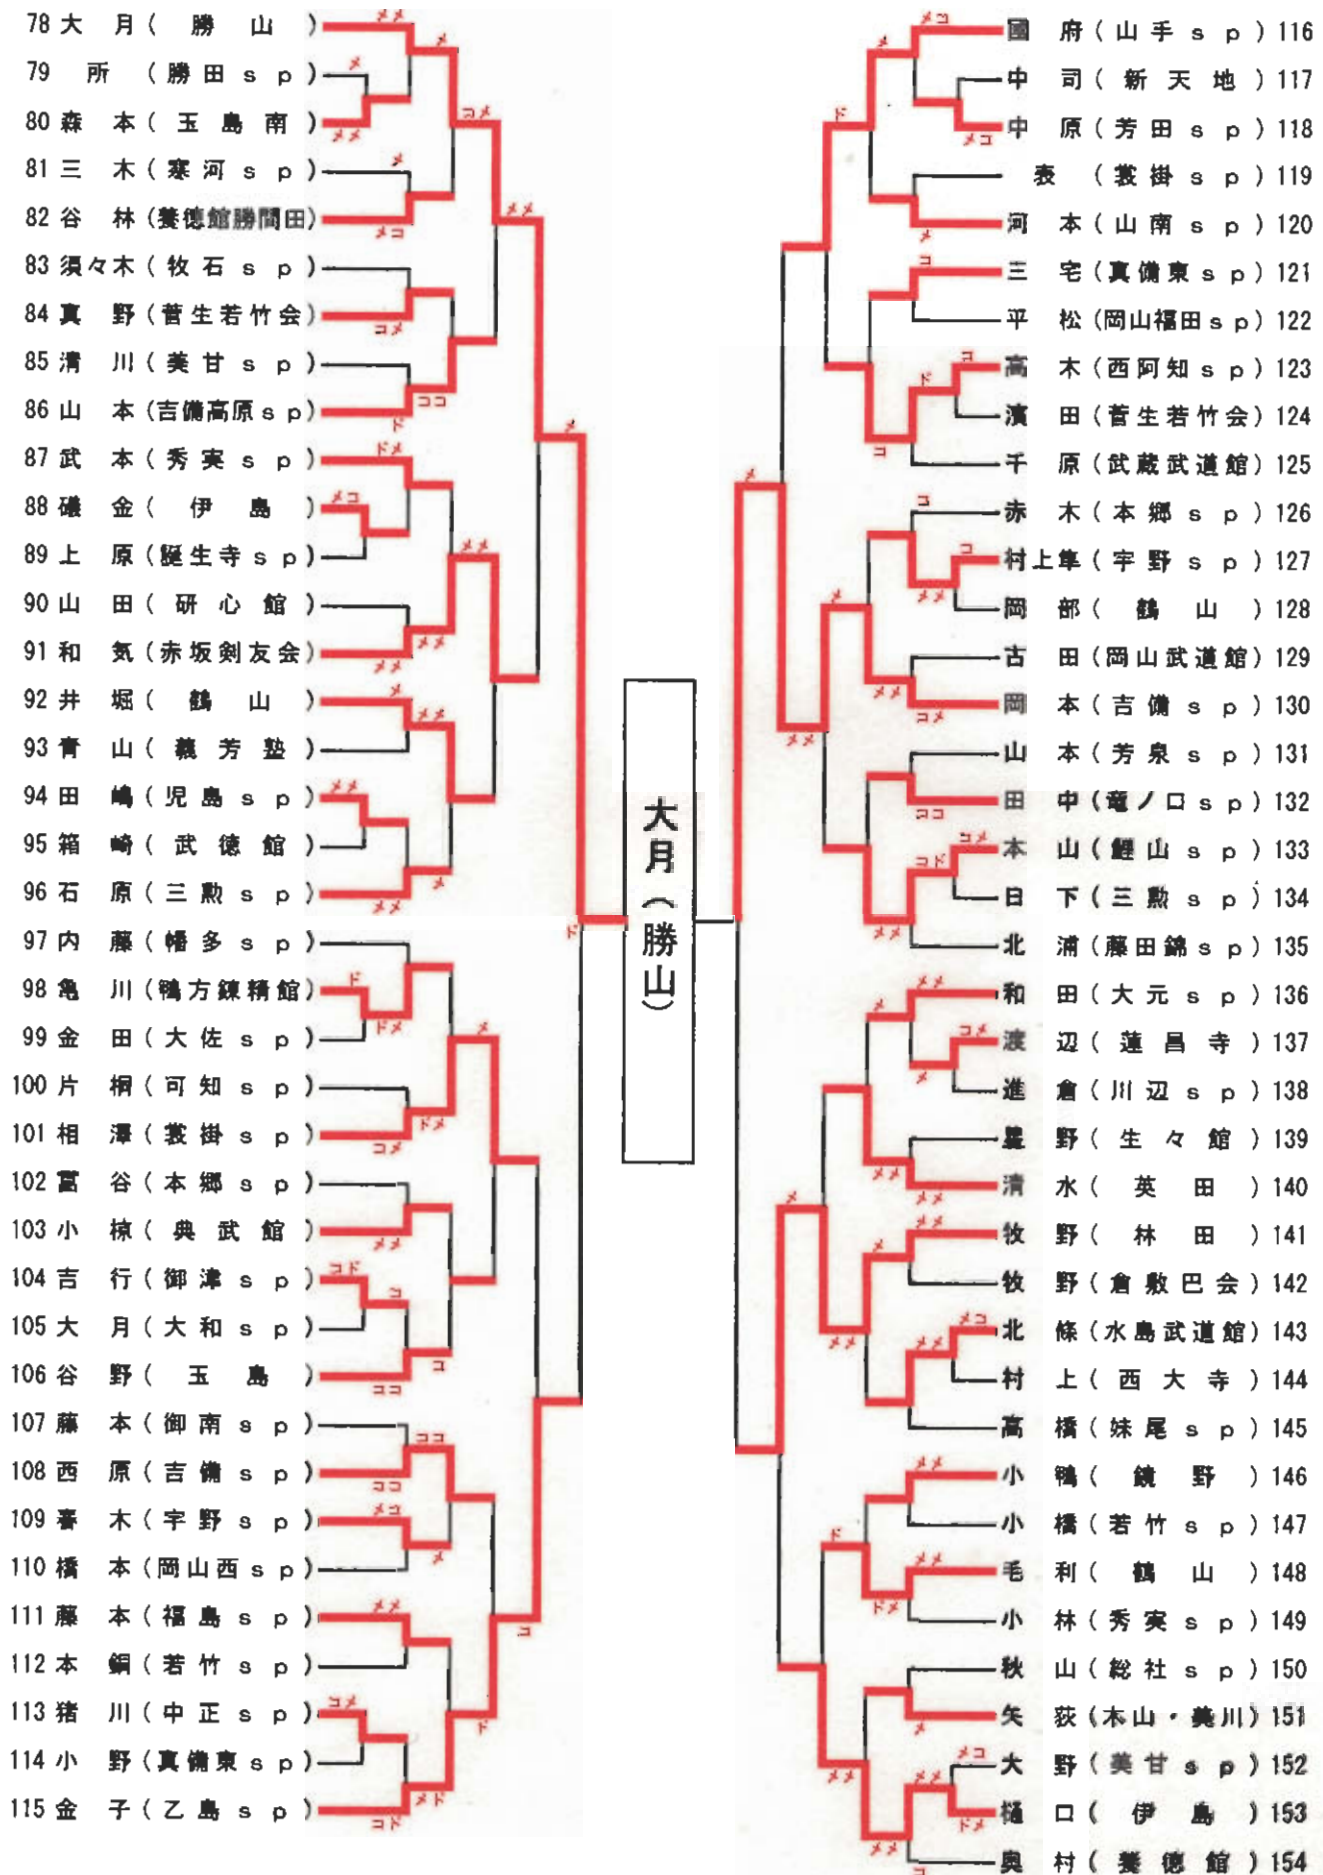 78 大月(勝山)
79 所(勝田sp)
80 森本(玉島南)
81 三木(寒河sp)
82 谷林(養徳館勝間田)
83 須々木(牧石sp)
84 真野(菅生若竹会)
85 清川(美甘sp)
86 山本(吉備高原sp)
87 武本(秀実sp)
88 磯金(伊島)
89 上原(誕生寺sp)
90 山田(研心館)
91 和気(赤坂剣友会)
92 井堀(鶴山)
93 青山(義芳塾)
94 田嶋(児島sp)
95 箱崎(武徳館)
96 石原(三勲sp)
97 内藤(幡多sp)
98 亀川(鴨方錬精館)
99 金田(大佐sp)
100 片桐(可知sp)
101 相澤(裳掛sp)
102 冨谷(本郷sp)
103 小椋(典武館)
104 吉行(御津sp)
105 大月(大和sp)
106 谷野(玉島)
107 藤本(御南sp)
108 西原(吉備sp)
109 春木(宇野sp)
110 橋本(岡山西sp)
111 藤本(福島sp)
112 本郷(若竹sp)
113 猪川(中正sp)
114 小野(真備東sp)
115 金子(乙島sp)
大月(勝山)
國府(山手sp)116
中司(新天地)117
中原(芳田sp)118
表(裳掛sp)119
河本(山南sp)120
三宅(真備東sp)121
平松(岡山福田sp)122
高木(西阿知sp)123
濱田(菅生若竹会)124
千原(武蔵武道館)125
赤木(本郷sp)126
村上隼(宇野sp)127
岡部(鶴山)128
古田(岡山武道館)129
岡本(吉備sp)130
山本(芳泉sp)131
田中(竜ノ口sp)132
本山(鯉山sp)133
日下(三勲sp)134
北浦(藤田錦sp)135
和田(大元sp)136
渡辺(蓮昌寺)137
進倉(川辺sp)138
星野(生々館)139
清水(英田)140
牧野(林田)141
牧野(倉敷巴会)142
北條(水島武道館)143
村上(西大寺)144
高橋(妹尾sp)145
小鴨(鏡野)146
小橋(若竹sp)147
毛利(鶴山)148
小林(秀実sp)149
秋山(総社sp)150
矢荻(木山・美川)151
大野(美甘sp)152
樋口(伊島)153
奥村(養徳館)154